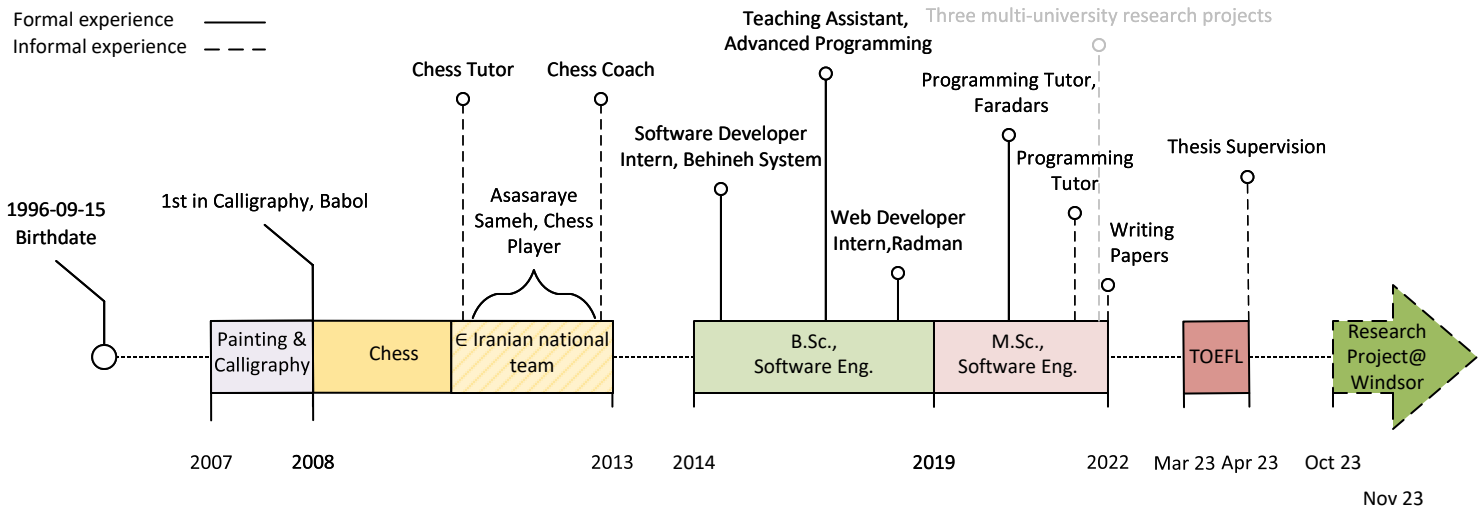 Formal experience
Informal experience
1996-09-15
Birthdate
1st in Calligraphy, Babol
Chess Tutor
Asasaraye
Sameh, Chess
Player
Chess Coach
Software Developer
Intern, Behineh System
Teaching Assistant,
Advanced Programming
Web Developer
Intern,Radman
Three multi-university research projects
Programming Tutor,
Faradars
Programming
Tutor
Writing
Papers
Thesis Supervision
Painting &
Calligraphy
Chess
∈ Iranian national
team
B.Sc.,
Software Eng.
M.Sc.,
Software Eng.
TOEFL
Research
Project@
Windsor
2007
2008
2013
2014
2019
2022
Mar 23
Apr 23
Oct 23
Nov 23